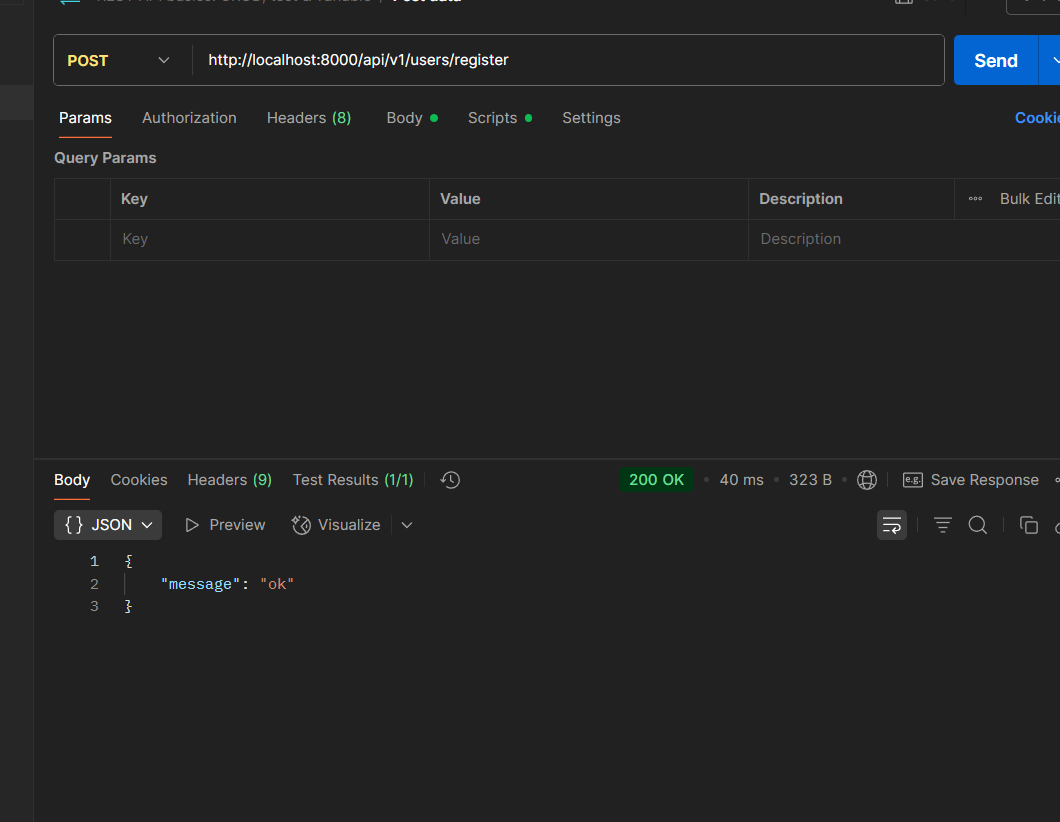 Post data
POST http://localhost:8000/api/v1/users/register Send
Params Authorization Headers (8) Body Scripts Settings Cookie
Query Params
Key Value Description Bulk Edit
Key Value Description
Body Cookies Headers (9) Test Results (1/1) 200 OK • 40 ms • 323 B • e.g. Save Response
{ } JSON Preview Visualize
1 {
2 "message": "ok"
3 }